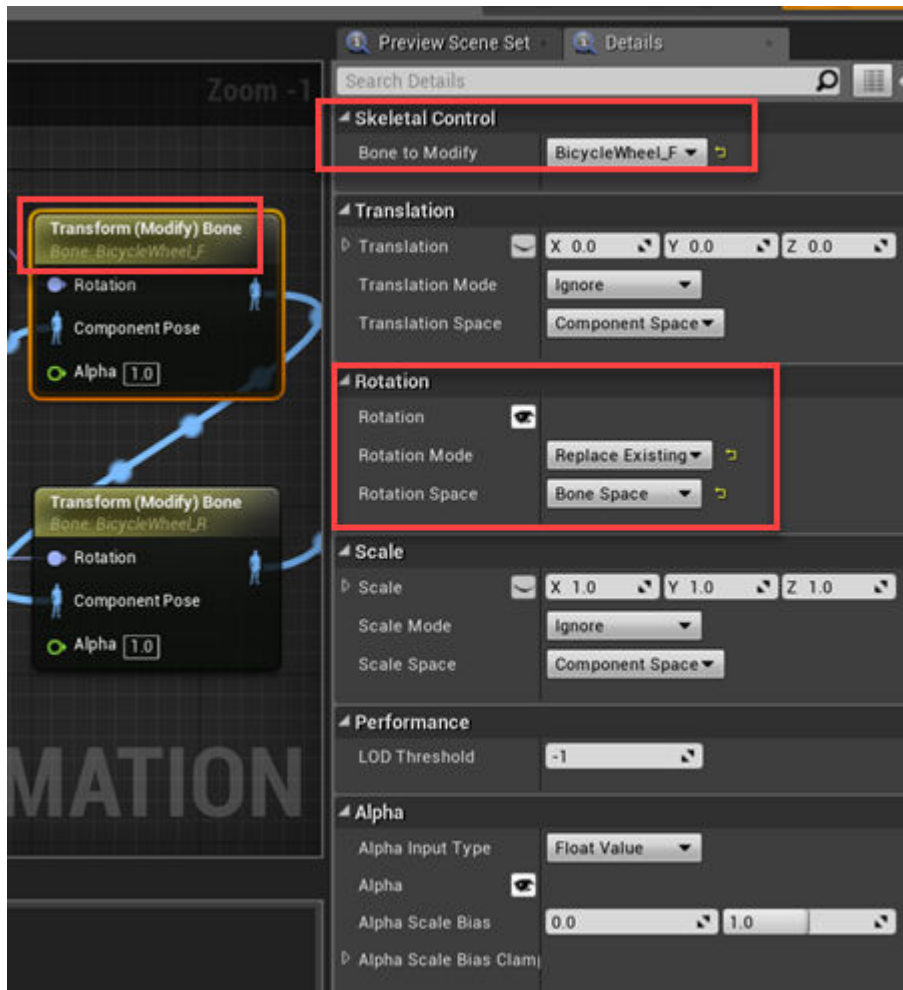 Preview Scene Set
Details
Search Details
Zoom -1
Skeletal Control
Bone to Modify BicycleWheel_F
Transform (Modify) Bone
Bone: BicycleWheel_F
Rotation
Component Pose
Alpha 1.0
Transform (Modify) Bone
Bone: BicycleWheel_R
Rotation
Component Pose
Alpha 1.0
MATION
Translation
Translation X 0.0 Y 0.0 Z 0.0
Translation Mode Ignore
Translation Space Component Space
Rotation
Rotation
Rotation Mode Replace Existing
Rotation Space Bone Space
Scale
Scale X 1.0 Y 1.0 Z 1.0
Scale Mode Ignore
Scale Space Component Space
Performance
LOD Threshold -1
Alpha
Alpha Input Type Float Value
Alpha
Alpha Scale Bias 0.0 1.0
Alpha Scale Bias Clam